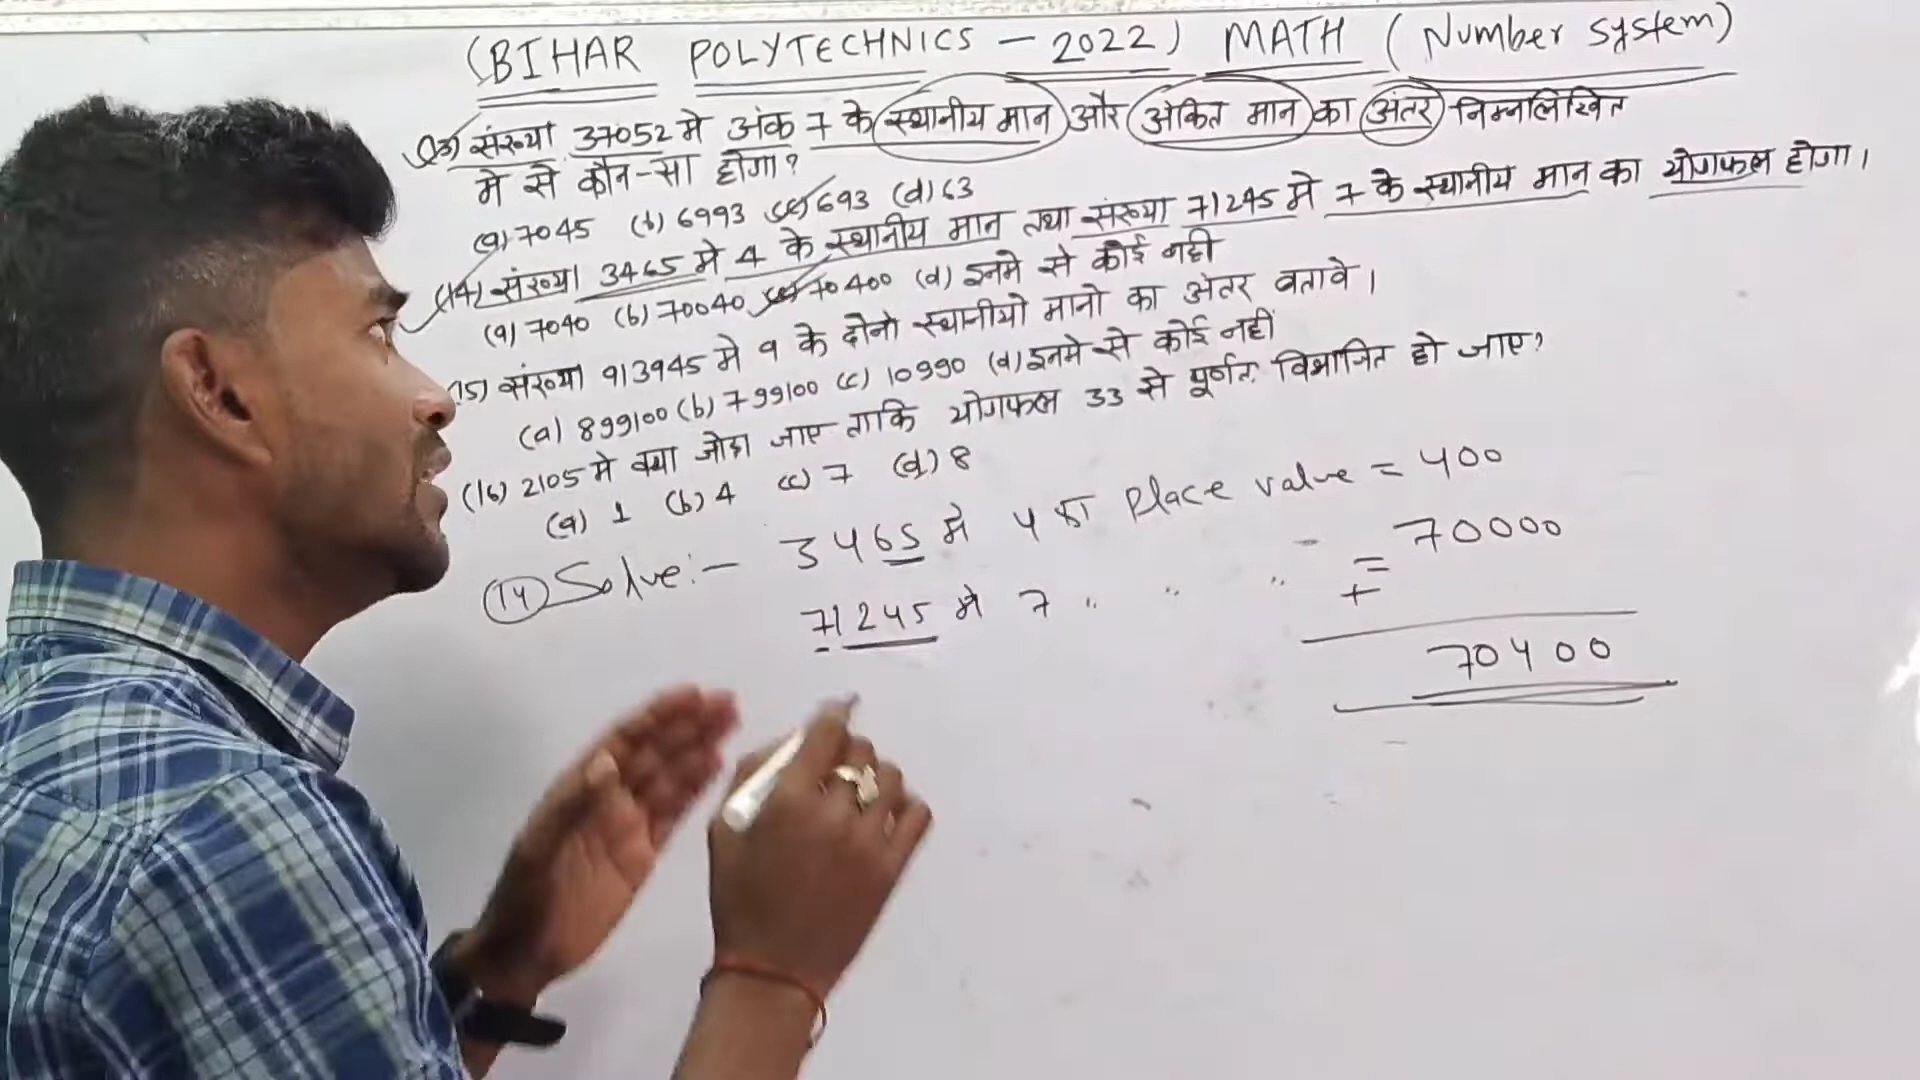 (BIHAR POLYTECHNICS - 2022) MATH (Number system)
(13) संख्या 37052 मे अंक 7 के स्थानीय मान और अंकित मान का अंतर निम्नलिखित
मे से कौन-सा होगा?
(a) 7045 (b) 6993 (c) 693 (d) 63
(14) संख्या 3465 मे 4 के स्थानीय मान तथा संख्या 71245 मे 7 के स्थानीय मान का योगफल होगा।
(a) 7040 (b) 70040 (c) 70400 (d) इनमे से कोई नही
(15) संख्या 913945 मे 9 के दोनो स्थानीयो मानो का अंतर बतावे।
(a) 899100 (b) 799100 (c) 10990 (d) इनमे से कोई नहीं
(16) 2105 मे क्या जोड़ा जाए ताकि योगफल 33 से पूर्णतः विभाजित हो जाए?
(a) 1 (b) 4 (c) 7 (d) 8
(14) Solve:- 3465 मे 4 का Place value = 400
71245 मे 7 " " " = 70000
+
70400